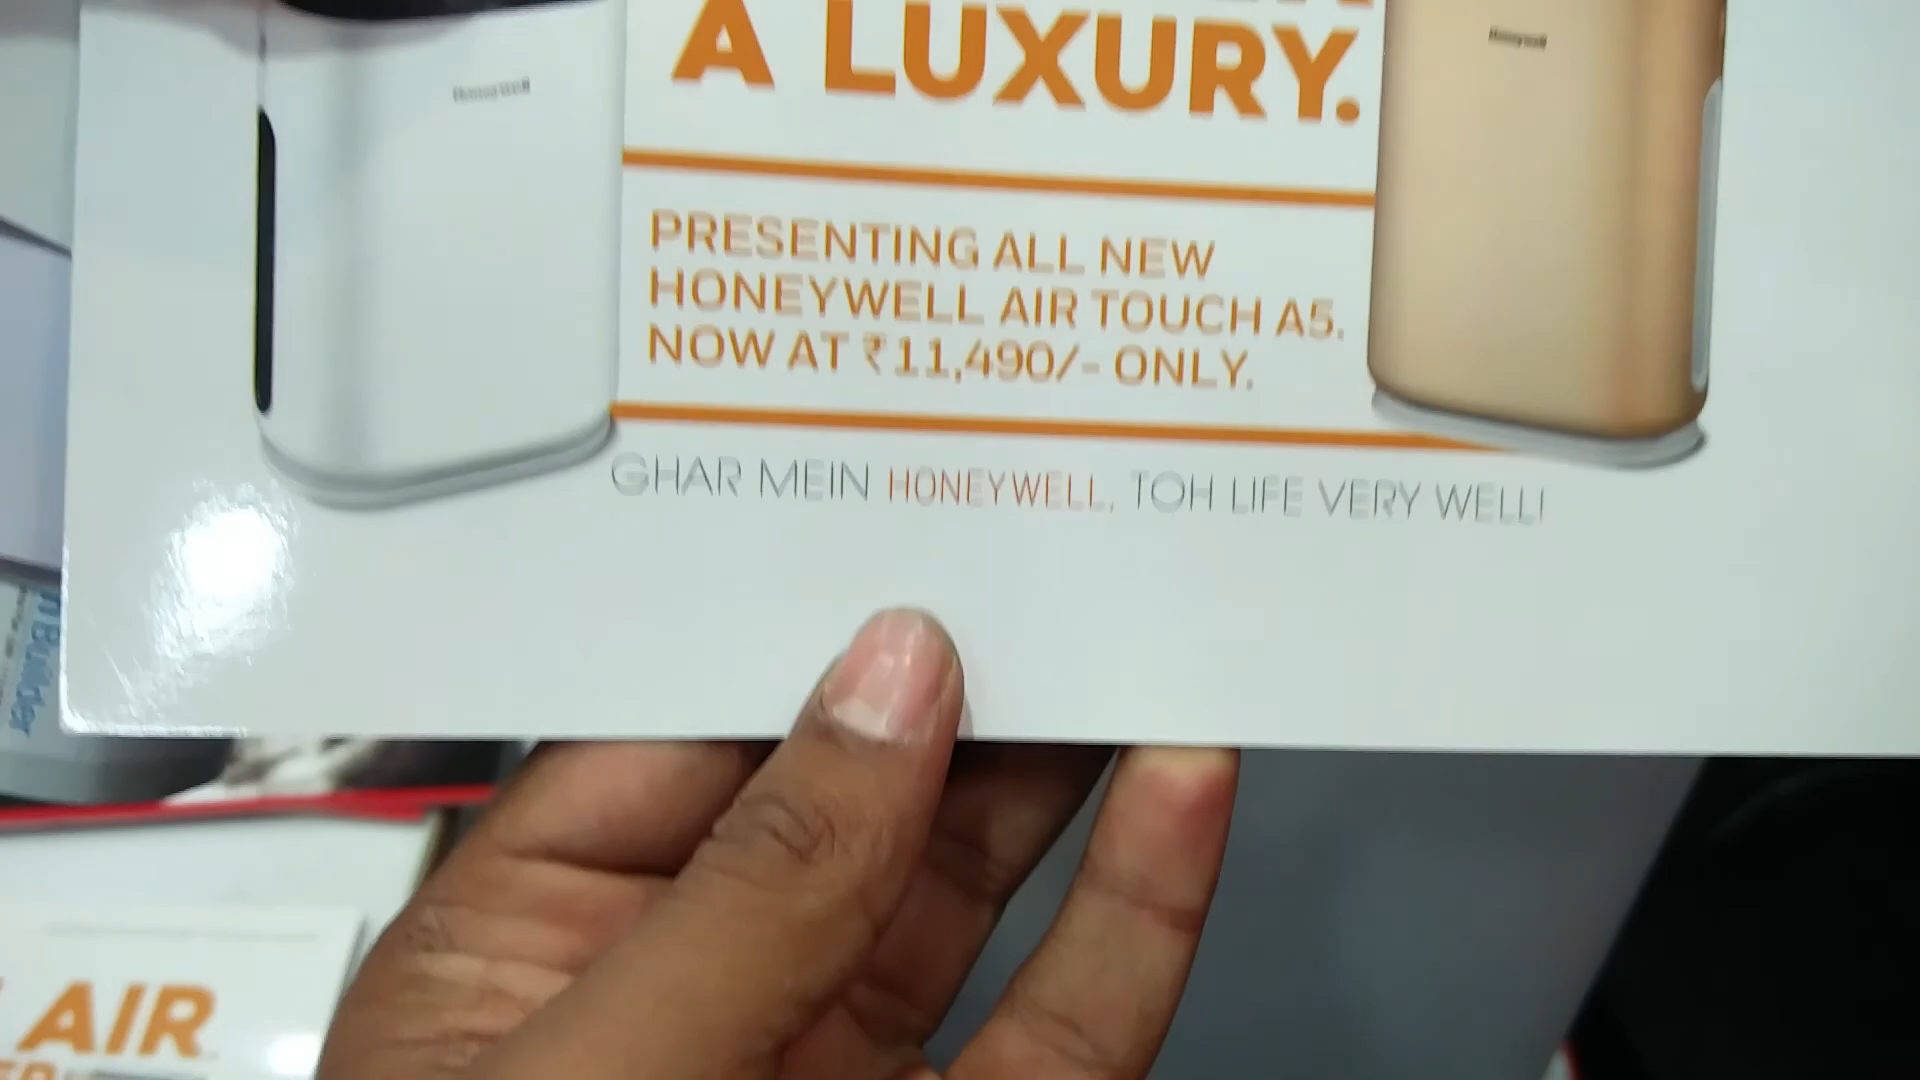 A LUXURY.
Honeywell
Honeywell
PRESENTING ALL NEW
HONEYWELL AIR TOUCH A5.
NOW AT ₹11,490/- ONLY.
GHAR MEIN HONEYWELL, TOH LIFE VERY WELL!
Builder
AIR